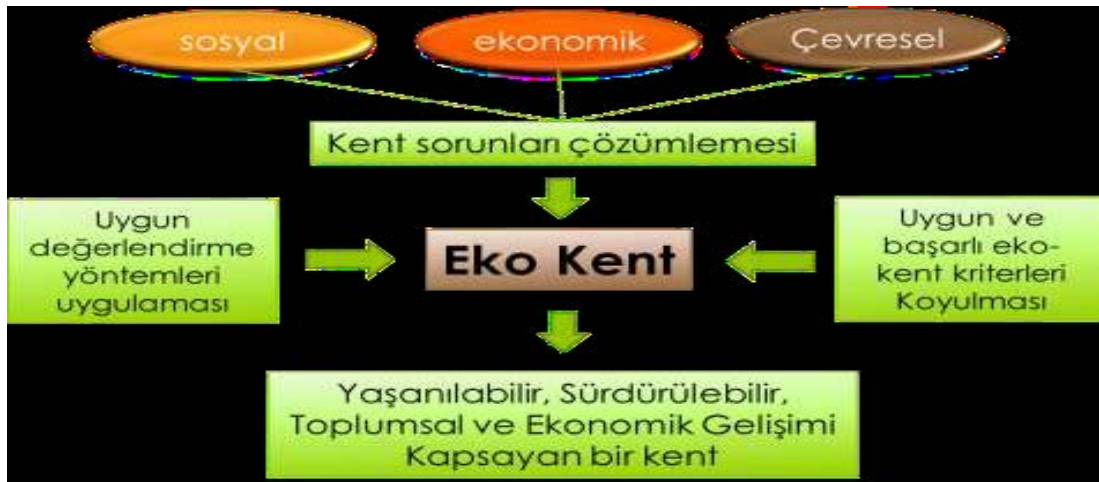 sosyal
ekonomik
Çevresel
Kent sorunları çözümlemesi
Uygun
değerlendirme
yöntemleri
uygulaması
Eko Kent
Uygun ve
başarlı eko-
kent kriterleri
Koyulması
Yaşanılabilir, Sürdürülebilir,
Toplumsal ve Ekonomik Gelişimi
Kapsayan bir kent